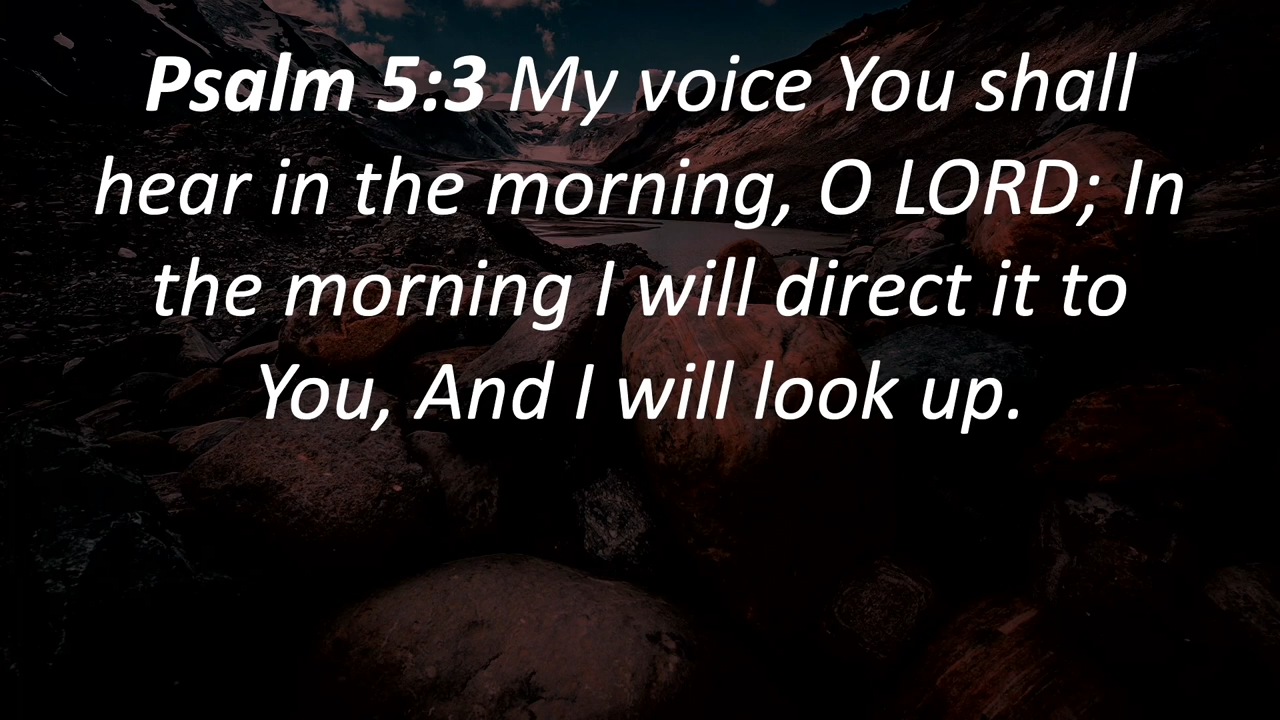 Psalm 5:3 My voice You shall
hear in the morning, O LORD; In
the morning I will direct it to
You, And I will look up.